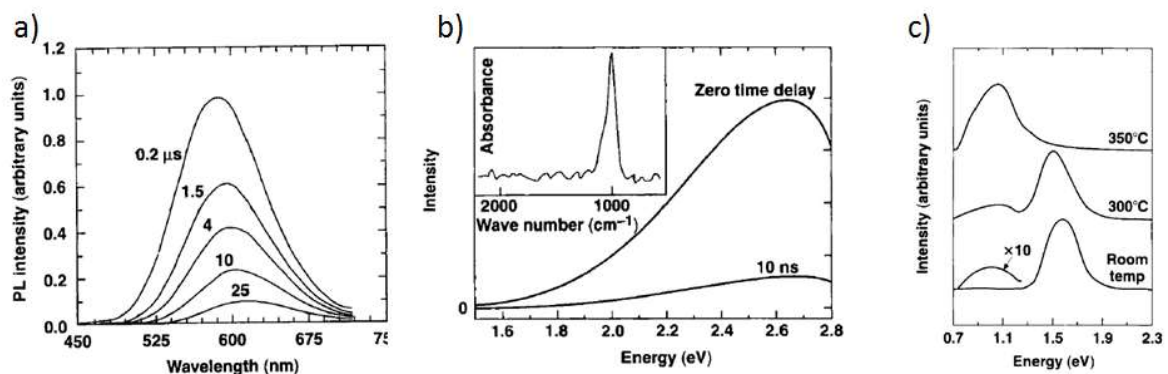 a)
PL intensity (arbitrary units)
1.2
1.0
0.8
0.6
0.4
0.2
0.0
0.2 μs
1.5
4
10
25
450
525
600
675
75
Wavelength (nm)
b)
Intensity
0
Absorbance
2000
1000
Wave number (cm⁻¹)
Zero time delay
10 ns
1.6
1.8
2.0
2.2
2.4
2.6
2.8
Energy (eV)
c)
Intensity (arbitrary units)
350°C
300°C
×10
Room
temp
0.7
1.1
1.5
1.9
2.3
Energy (eV)